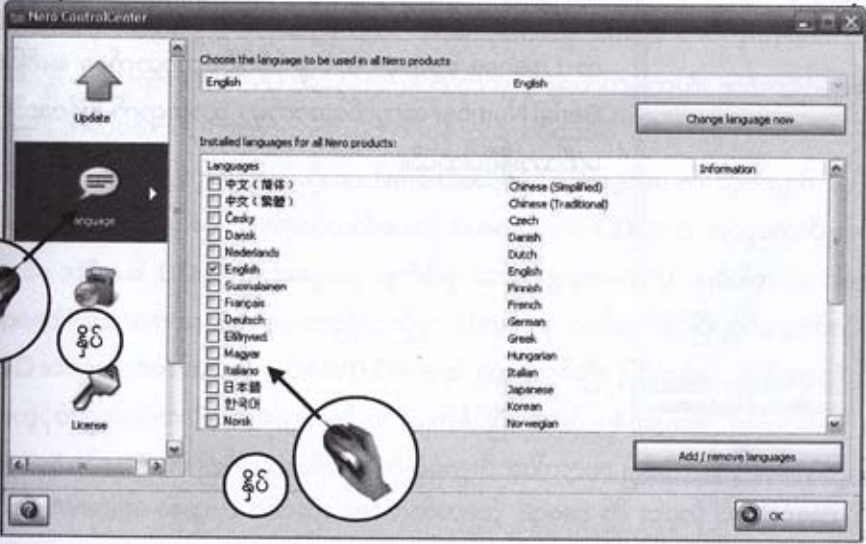 Nero ControlCenter
Update
Language
License
Choose the language to be used in all Nero products
English English
Change language now
Installed languages for all Nero products:
Languages Information
中文（简体） Chinese (Simplified)
中文（繁體） Chinese (Traditional)
Česky Czech
Dansk Danish
Nederlands Dutch
English English
Suomalainen Finnish
Français French
Deutsch German
Ελληνικά Greek
Magyar Hungarian
Italiano Italian
日本語 Japanese
한국어 Korean
Norsk Norwegian
Add / remove languages
OK
နှိပ်
နှိပ်